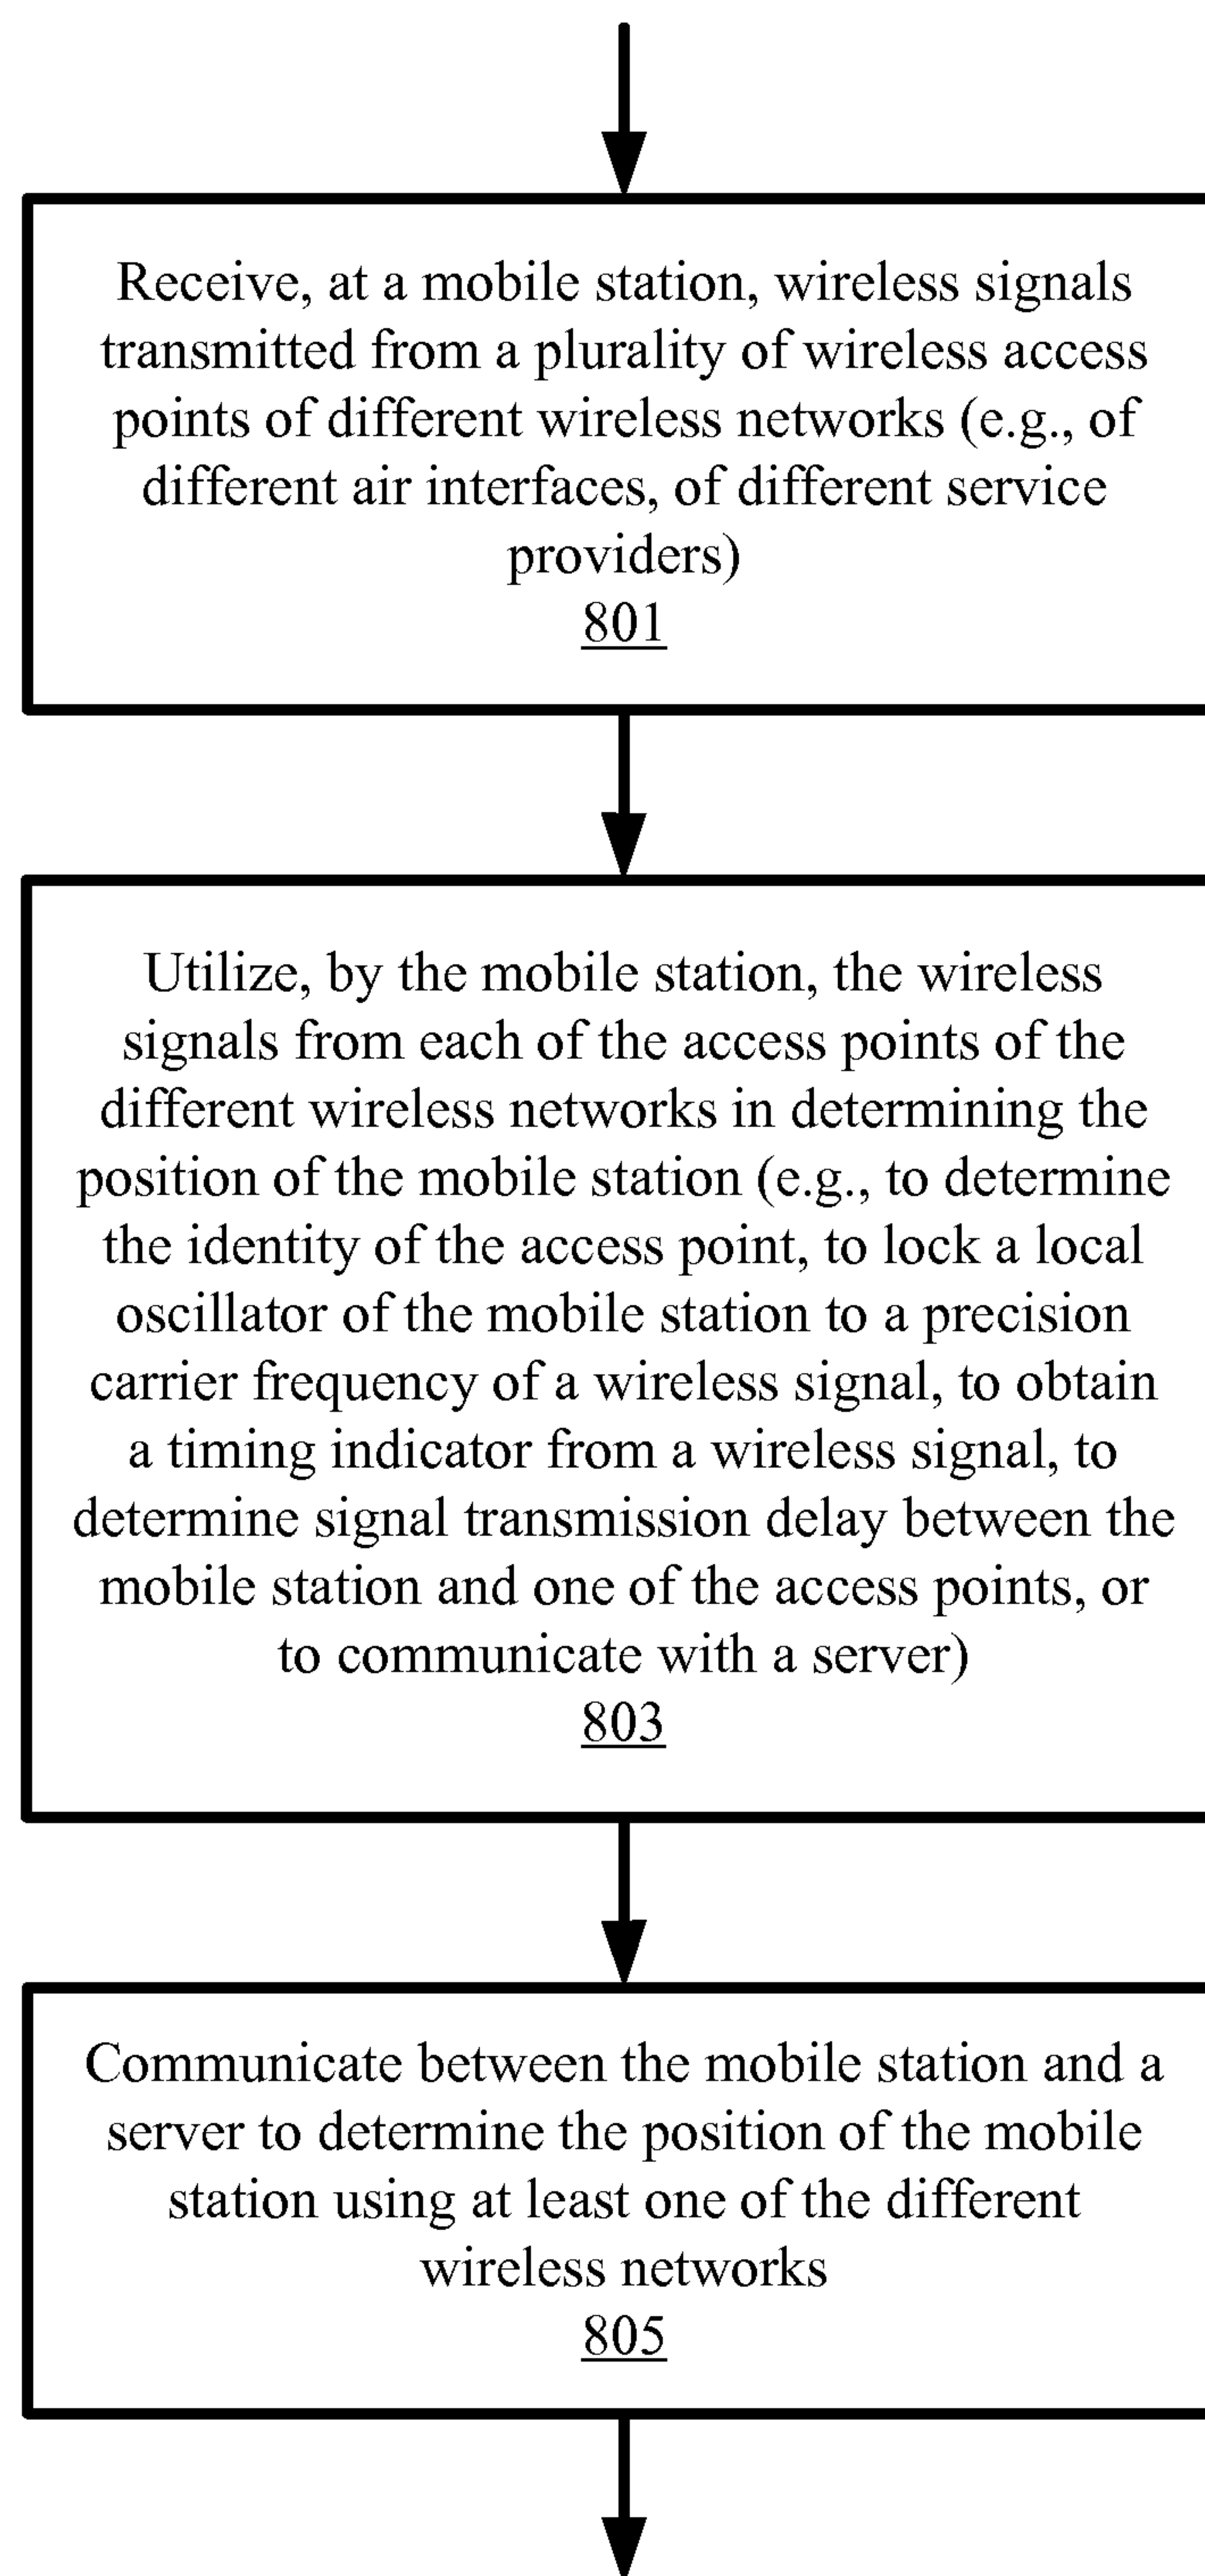 Receive, at a mobile station, wireless signals
transmitted from a plurality of wireless access
points of different wireless networks (e.g., of
different air interfaces, of different service
providers)
801
Utilize, by the mobile station, the wireless
signals from each of the access points of the
different wireless networks in determining the
position of the mobile station (e.g., to determine
the identity of the access point, to lock a local
oscillator of the mobile station to a precision
carrier frequency of a wireless signal, to obtain
a timing indicator from a wireless signal, to
determine signal transmission delay between the
mobile station and one of the access points, or
to communicate with a server)
803
Communicate between the mobile station and a
server to determine the position of the mobile
station using at least one of the different
wireless networks
805